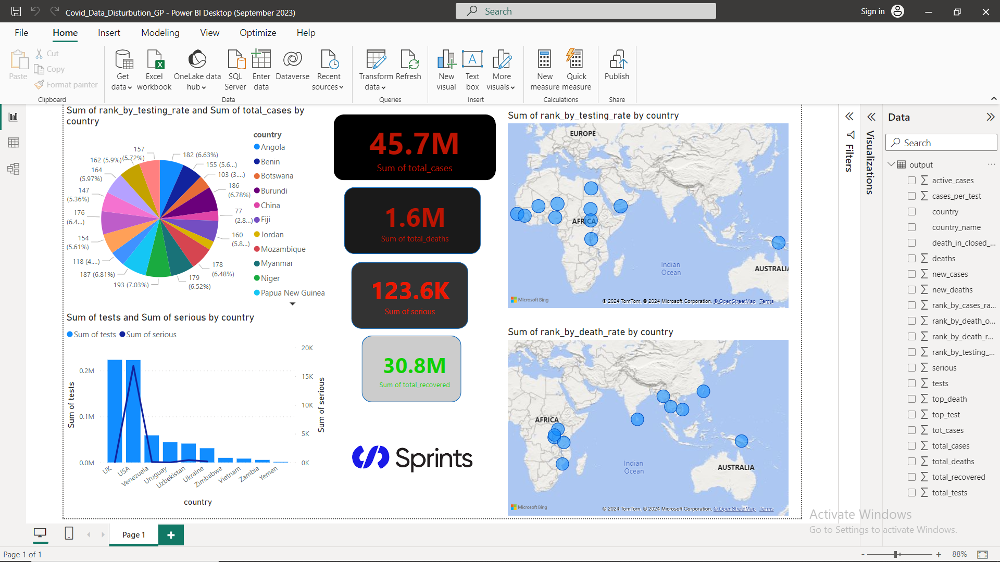 Covid_Data_Disturbution_GP - Power BI Desktop (September 2023)
Search
Sign in
File
Home
Insert
Modeling
View
Optimize
Help
Paste
Cut
Copy
Format painter
Clipboard
Get data
Excel workbook
OneLake data hub
SQL Server
Enter data
Dataverse
Recent sources
Data
Transform data
Refresh
Queries
New visual
Text box
More visuals
Insert
New measure
Quick measure
Calculations
Publish
Share
Sum of rank_by_testing_rate and Sum of total_cases by
country
157
(5.72%)
162 (5.9%)
164
(5.97%)
147
(5.36%)
176
(6.4...)
154
(5.61%)
118 (4....)
187 (6.81%)
193 (7.03%)
182 (6.63%)
155 (5.6...)
103 (3....)
186
(6.78%)
77
(2.8...)
160
(5.8...)
178
(6.48%)
179
(6.52%)
country
Angola
Benin
Botswana
Burundi
China
Fiji
Jordan
Mozambique
Myanmar
Niger
Papua New Guinea
Sum of tests and Sum of serious by country
Sum of tests
Sum of serious
Sum of tests
0.2M
0.1M
0.0M
20K
15K
10K
5K
0K
Sum of serious
UK
USA
Venezuela
Uruguay
Uzbekistan
Ukraine
Zimbabwe
Vietnam
Zambia
Yemen
country
45.7M
Sum of total_cases
1.6M
Sum of total_deaths
123.6K
Sum of serious
30.8M
Sum of total_recovered
Sprints
Sum of rank_by_testing_rate by country
EUROPE
AFRICA
Indian
Ocean
AUSTRALIA
Microsoft Bing
© 2024 TomTom, © 2024 Microsoft Corporation, © OpenStreetMap Terms
Sum of rank_by_death_rate by country
AFRICA
Indian
Ocean
AUSTRALIA
Microsoft Bing
© 2024 TomTom, © 2024 Microsoft Corporation, © OpenStreetMap Terms
Filters
Visualizations
Data
Search
output
...
active_cases
cases_per_test
country
country_name
death_in_closed_...
deaths
new_cases
new_deaths
rank_by_cases_ra...
rank_by_death_o...
rank_by_death_r...
rank_by_testing_...
serious
tests
top_death
top_test
tot_cases
total_cases
total_deaths
total_recovered
total_tests
Activate Windows
Go to Settings to activate Windows.
Page 1
Page 1 of 1
88%